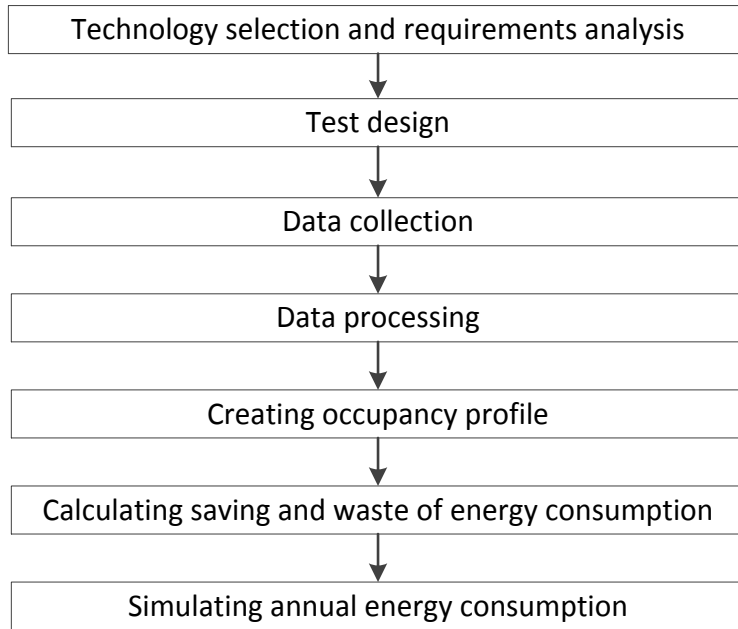 Technology selection and requirements analysis
Test design
Data collection
Data processing
Creating occupancy profile
Calculating saving and waste of energy consumption
Simulating annual energy consumption